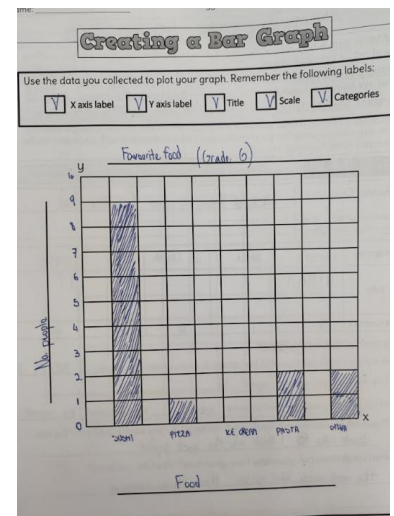 ame:
Creating a Bar Graph
Use the data you collected to plot your graph. Remember the following labels:
V X axis label V Y axis label V Title V Scale V Categories
Favourite food (Grade 6)
y
10
9
8
7
6
5
4
3
2
1
0
No. people
x
SUSHI PIZZA ICE CREAM PASTA
Food